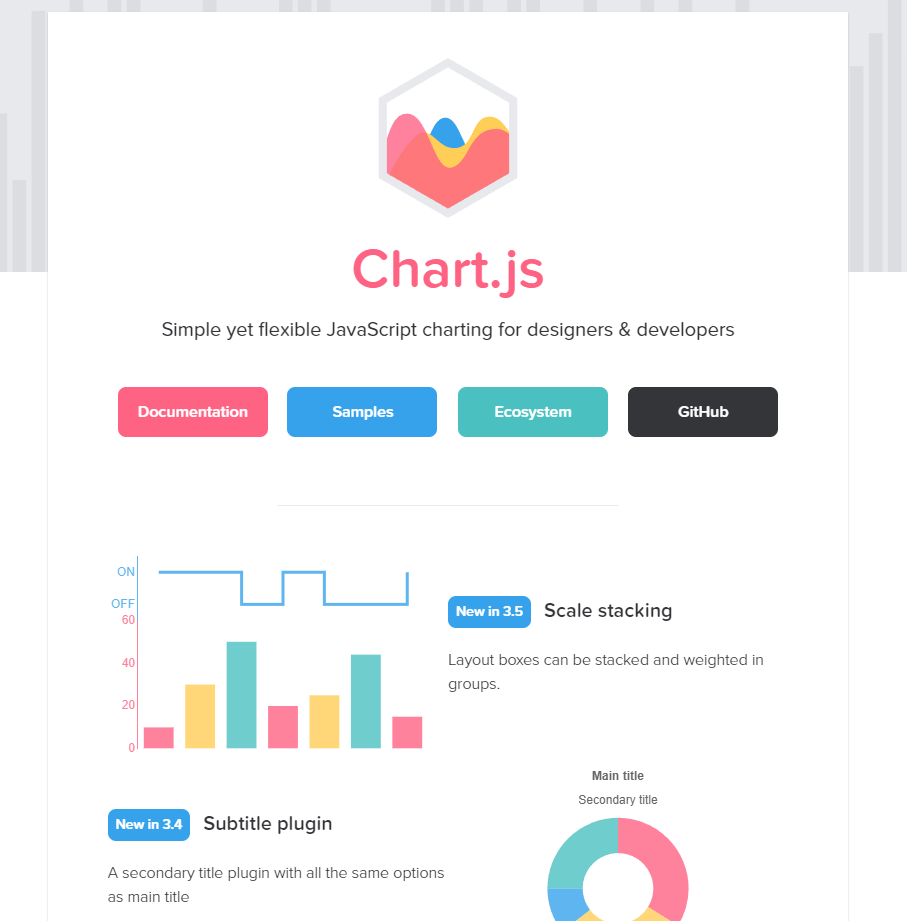 Chart.js
Simple yet flexible JavaScript charting for designers & developers
Documentation
Samples
Ecosystem
GitHub
ON
OFF
60
40
20
0
New in 3.5
Scale stacking
Layout boxes can be stacked and weighted in
groups.
New in 3.4
Subtitle plugin
A secondary title plugin with all the same options
as main title
Main title
Secondary title